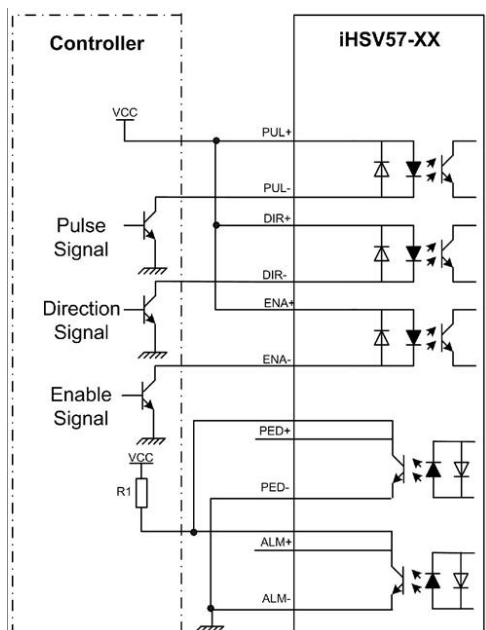 Controller
iHSV57-XX
VCC
PUL+
PUL-
Pulse
Signal
DIR+
DIR-
Direction
Signal
ENA+
ENA-
Enable
Signal
PED+
VCC
R1
PED-
ALM+
ALM-